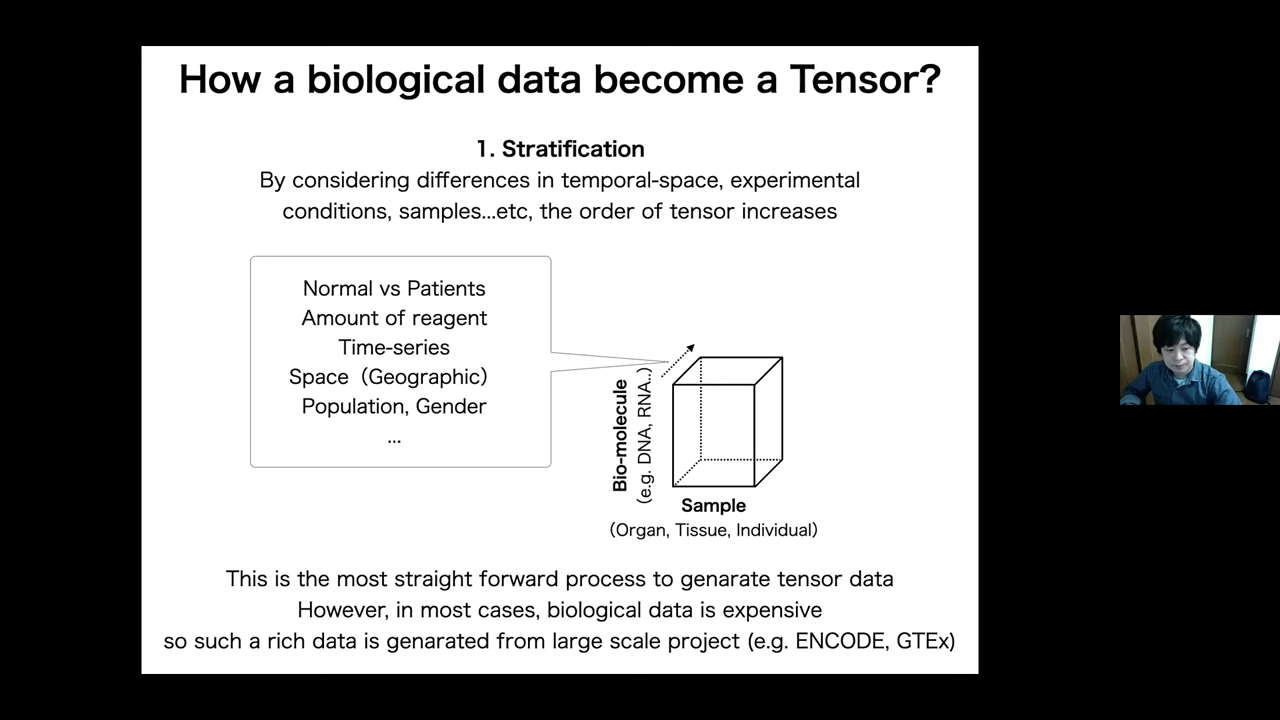 How a biological data become a Tensor?
1. Stratification
By considering differences in temporal-space, experimental
conditions, samples...etc, the order of tensor increases
Normal vs Patients
Amount of reagent
Time-series
Space（Geographic）
Population, Gender
...
Bio-molecule
（e.g. DNA, RNA..）
Sample
（Organ, Tissue, Individual）
This is the most straight forward process to genarate tensor data
However, in most cases, biological data is expensive
so such a rich data is genarated from large scale project (e.g. ENCODE, GTEx)